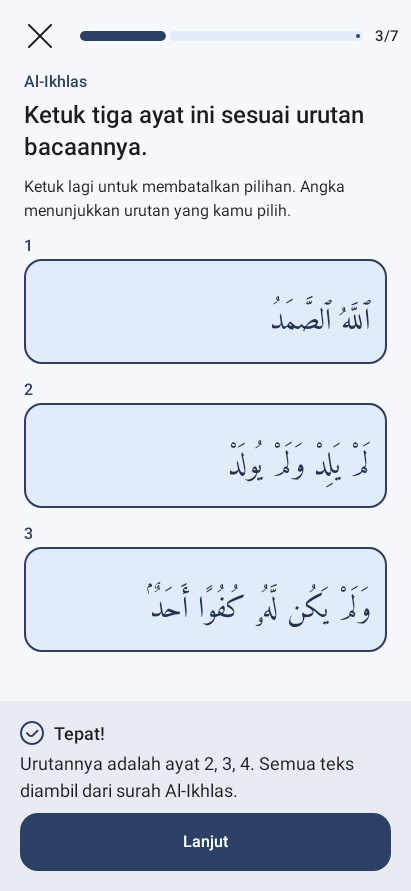 3/7
Al-Ikhlas
Ketuk tiga ayat ini sesuai urutan
bacaannya.
Ketuk lagi untuk membatalkan pilihan. Angka
menunjukkan urutan yang kamu pilih.
1
ٱللَّهُ ٱلصَّمَدُ
2
لَمْ يَلِدْ وَلَمْ يُولَدْ
3
وَلَمْ يَكُن لَّهُۥ كُفُوًا أَحَدٌۢ
Tepat!
Urutannya adalah ayat 2, 3, 4. Semua teks
diambil dari surah Al-Ikhlas.
Lanjut